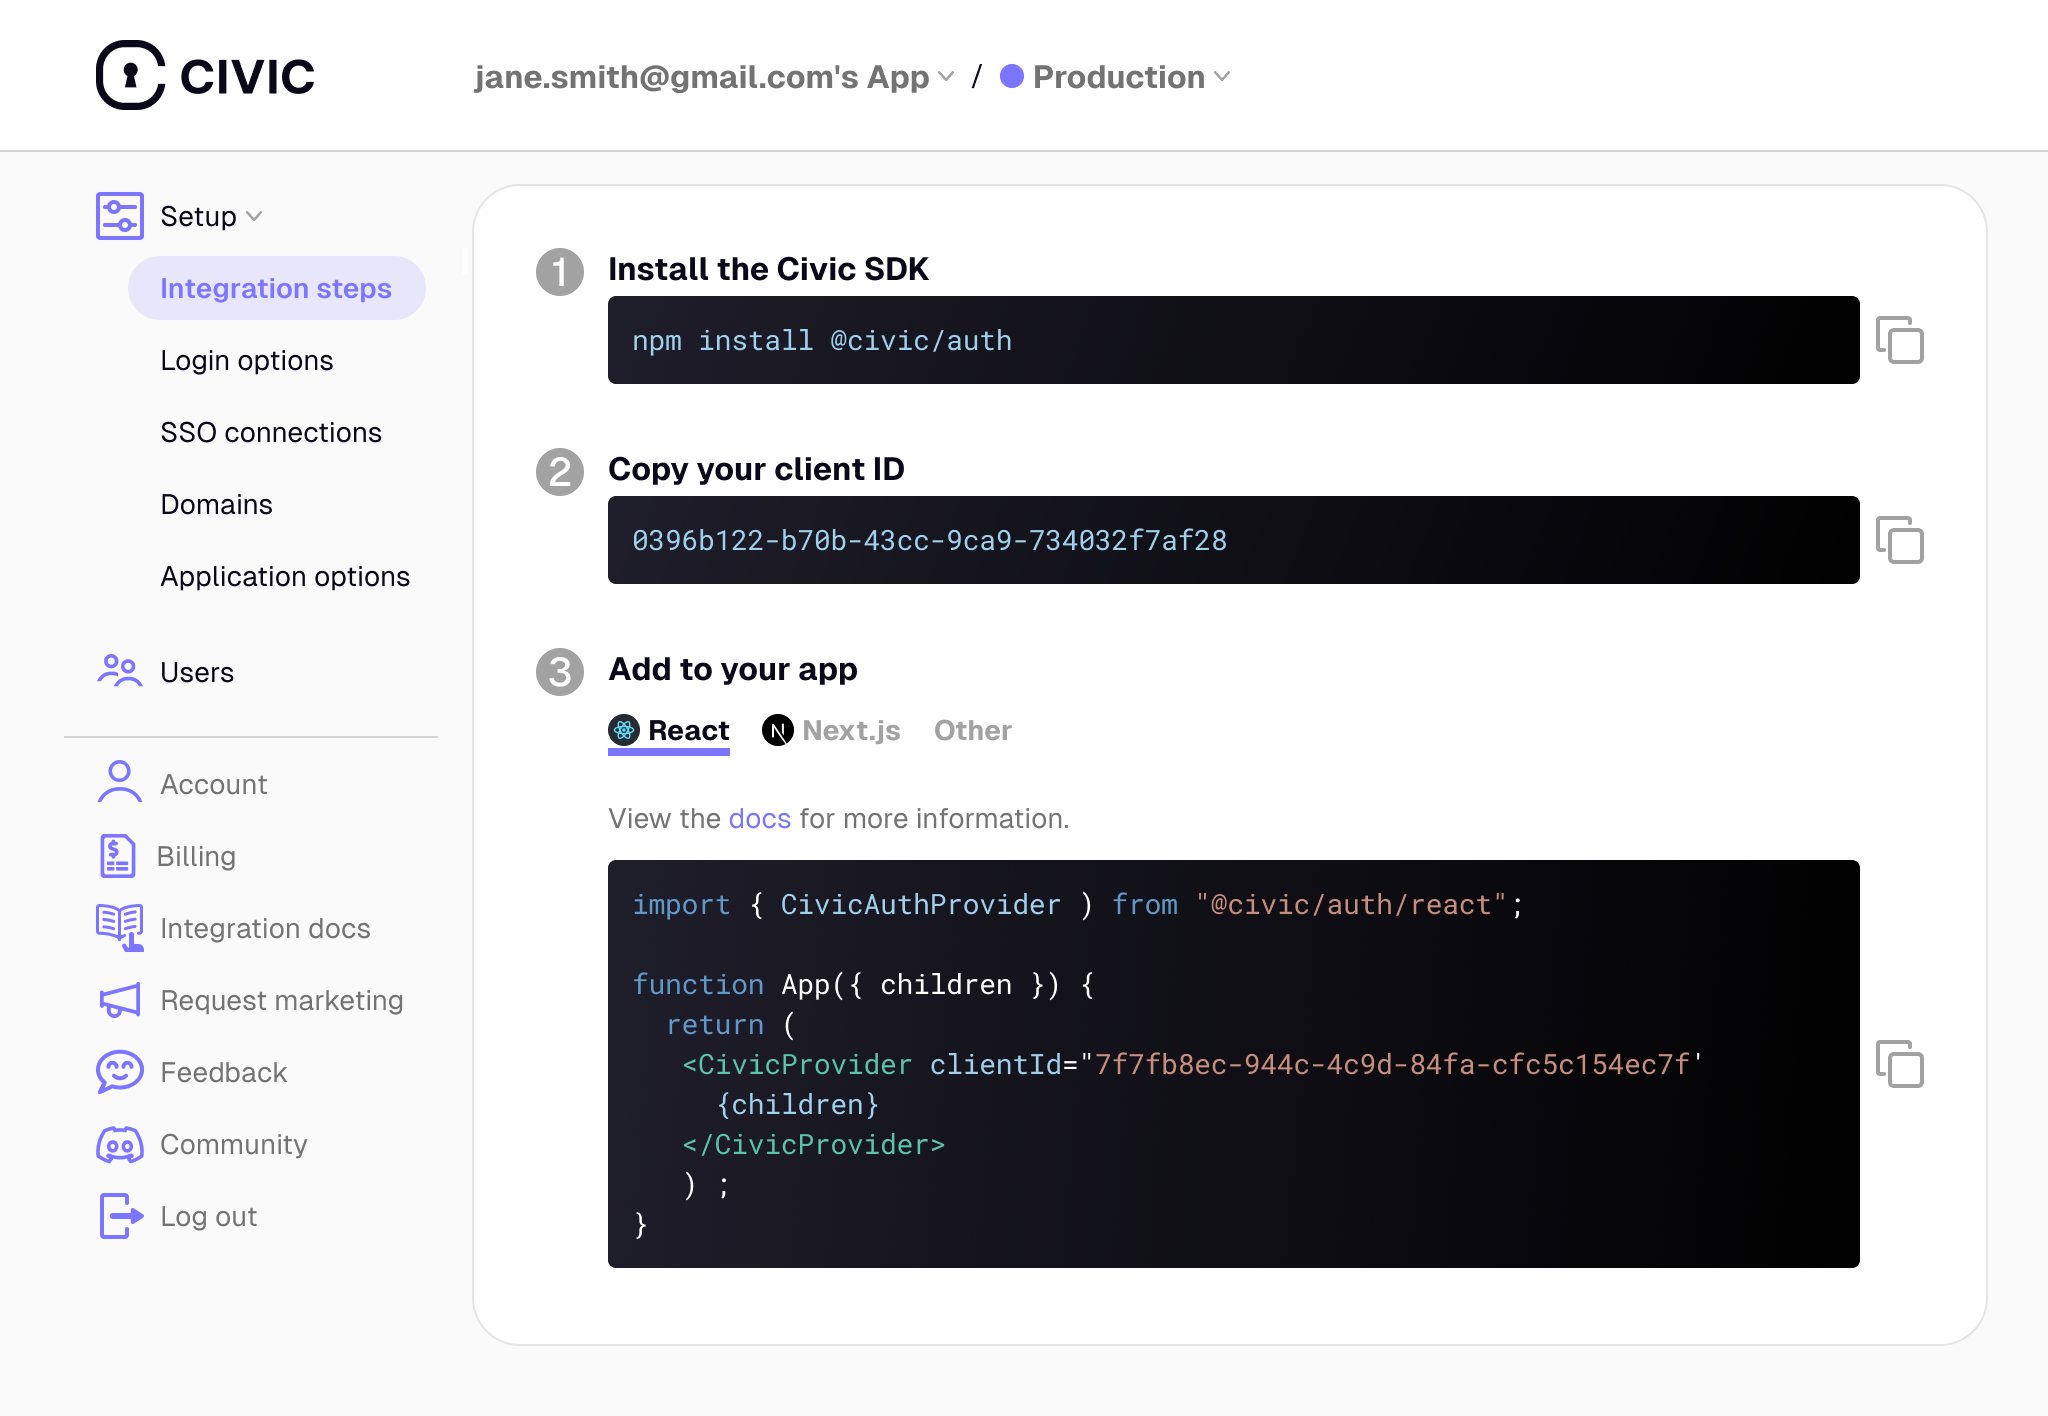 CIVIC
jane.smith@gmail.com's App / Production
Setup
Integration steps
Login options
SSO connections
Domains
Application options
Users
Account
Billing
Integration docs
Request marketing
Feedback
Community
Log out
1 Install the Civic SDK
npm install @civic/auth
2 Copy your client ID
0396b122-b70b-43cc-9ca9-734032f7af28
3 Add to your app
React N Next.js Other
View the docs for more information.
import { CivicAuthProvider ) from "@civic/auth/react";
function App({ children }) {
return (
<CivicProvider clientId="7f7fb8ec-944c-4c9d-84fa-cfc5c154ec7f'
{children}
</CivicProvider>
) ;
}